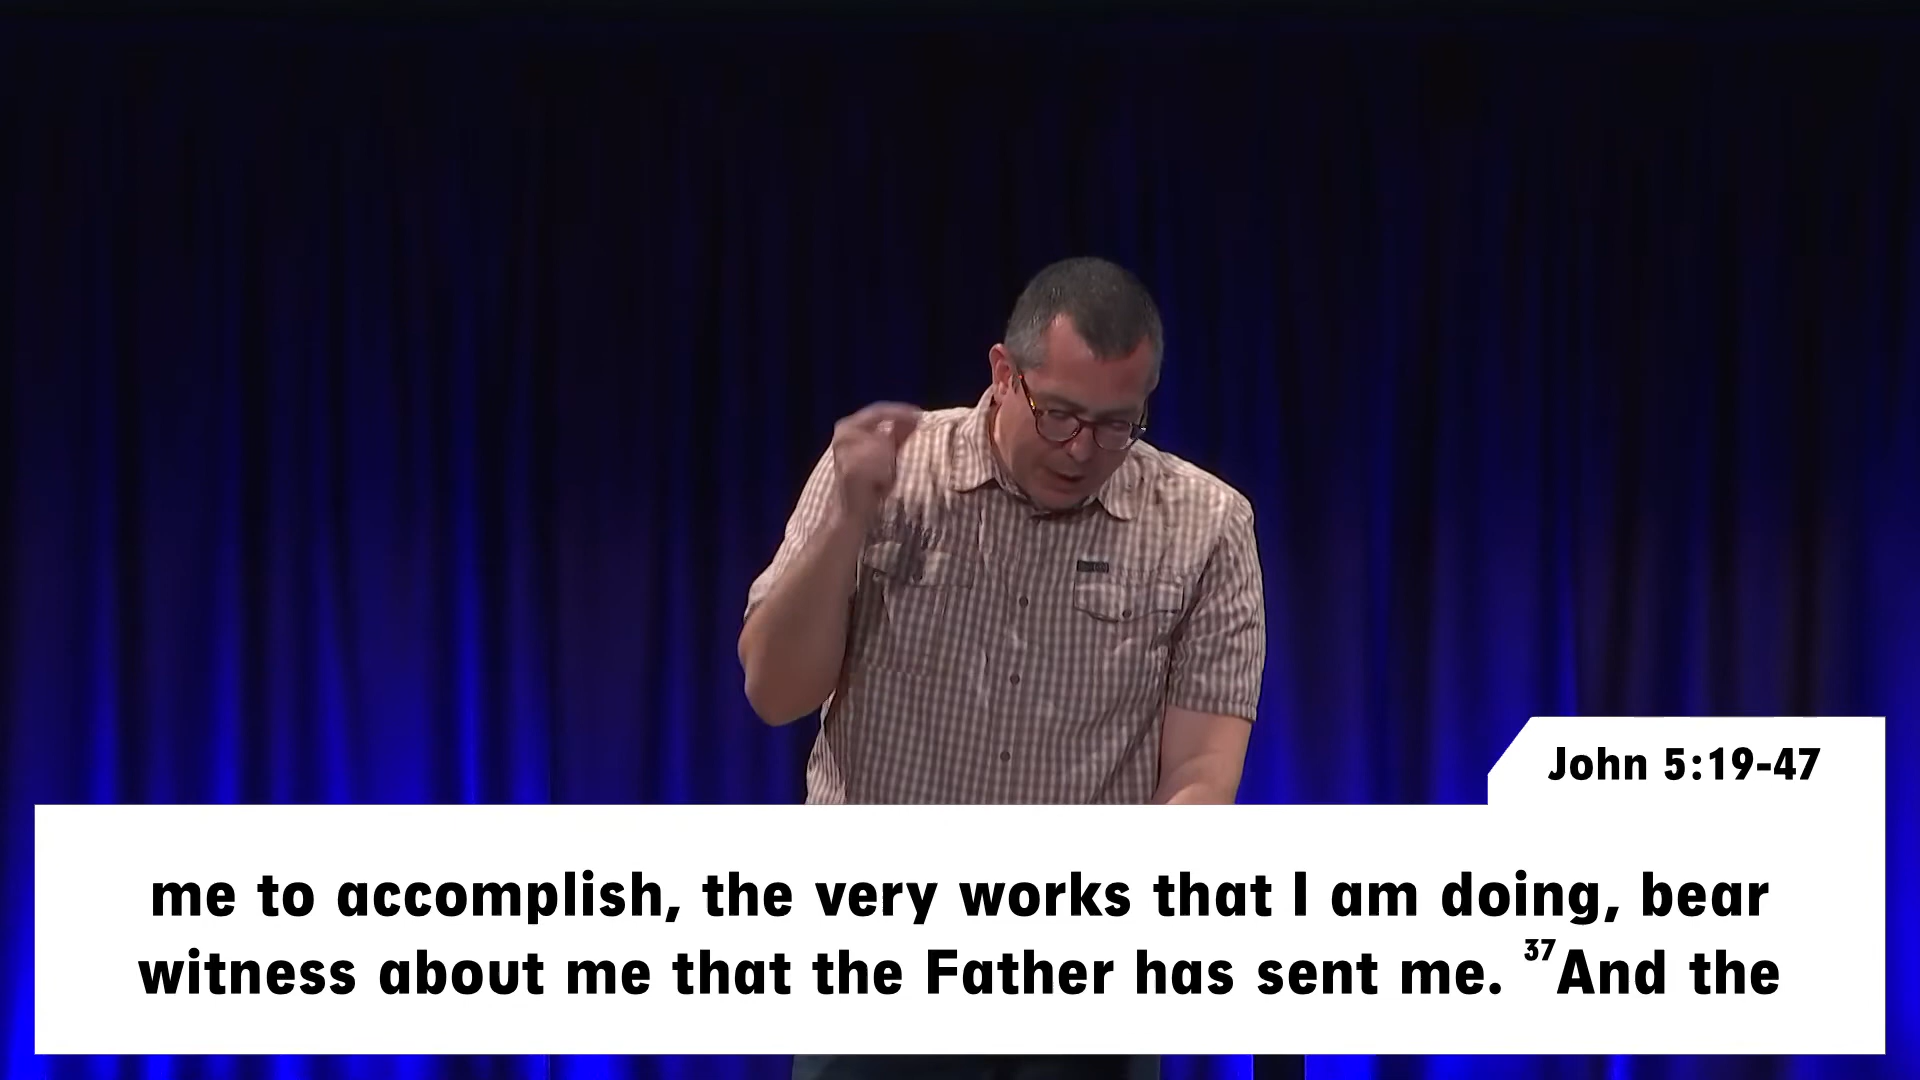 John 5:19-47
me to accomplish, the very works that I am doing, bear
witness about me that the Father has sent me. ³⁷And the